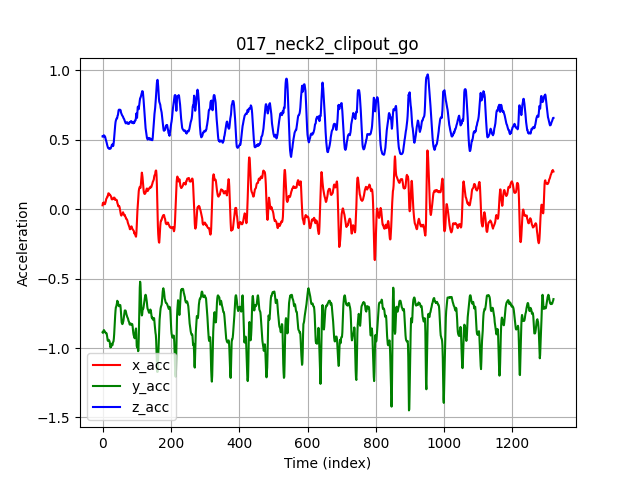 017_neck2_clipout_go
Acceleration
1.0
0.5
0.0
−0.5
−1.0
−1.5
x_acc
y_acc
z_acc
0 200 400 600 800 1000 1200
Time (index)